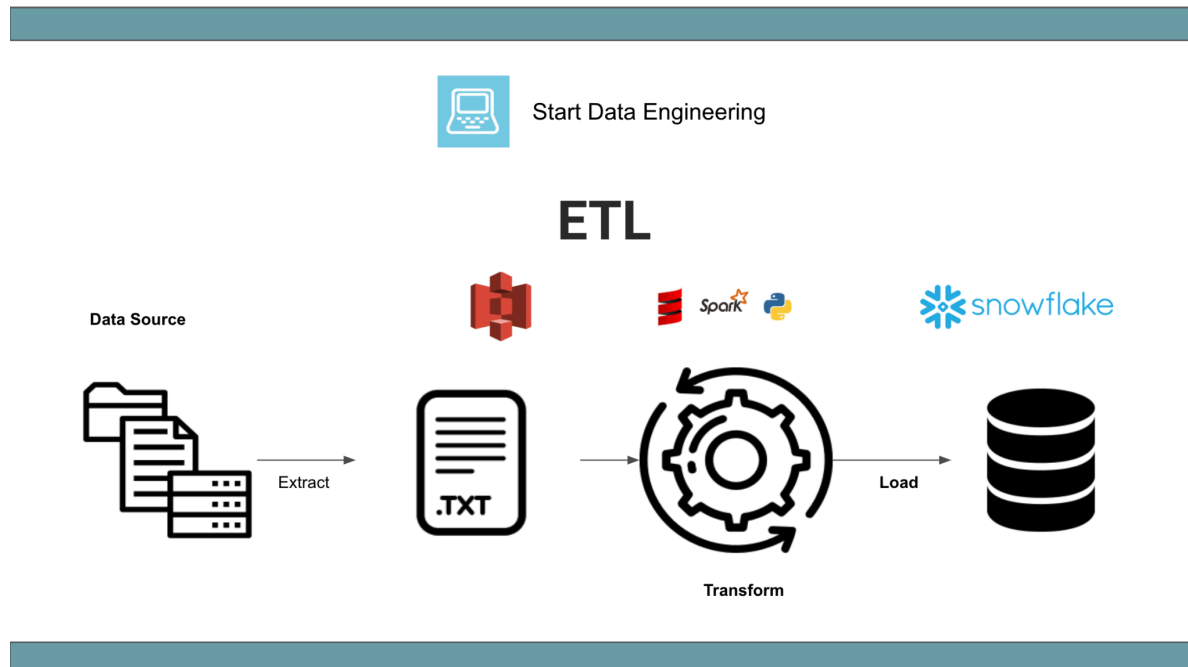 Start Data Engineering
ETL
Data Source
Spark
snowflake
Extract
.TXT
Load
Transform